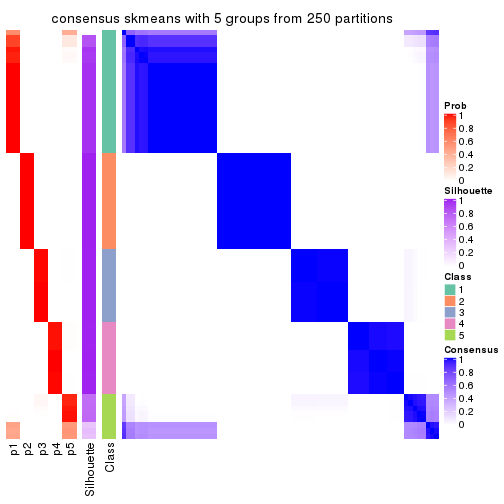 consensus skmeans with 5 groups from 250 partitions
Prob
1
0.8
0.6
0.4
0.2
0
Silhouette
1
0.8
0.6
0.4
0.2
0
Class
1
2
3
4
5
Consensus
1
0.8
0.6
0.4
0.2
0
p1
p2
p3
p4
p5
Silhouette
Class